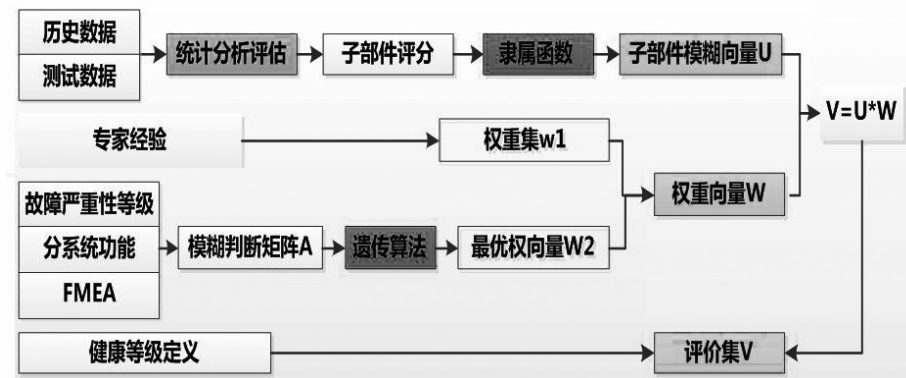 历史数据
测试数据
统计分析评估
子部件评分
隶属函数
子部件模糊向量U
V=U*W
专家经验
权重集w1
权重向量W
故障严重性等级
分系统功能
FMEA
模糊判断矩阵A
遗传算法
最优权向量W2
健康等级定义
评价集V